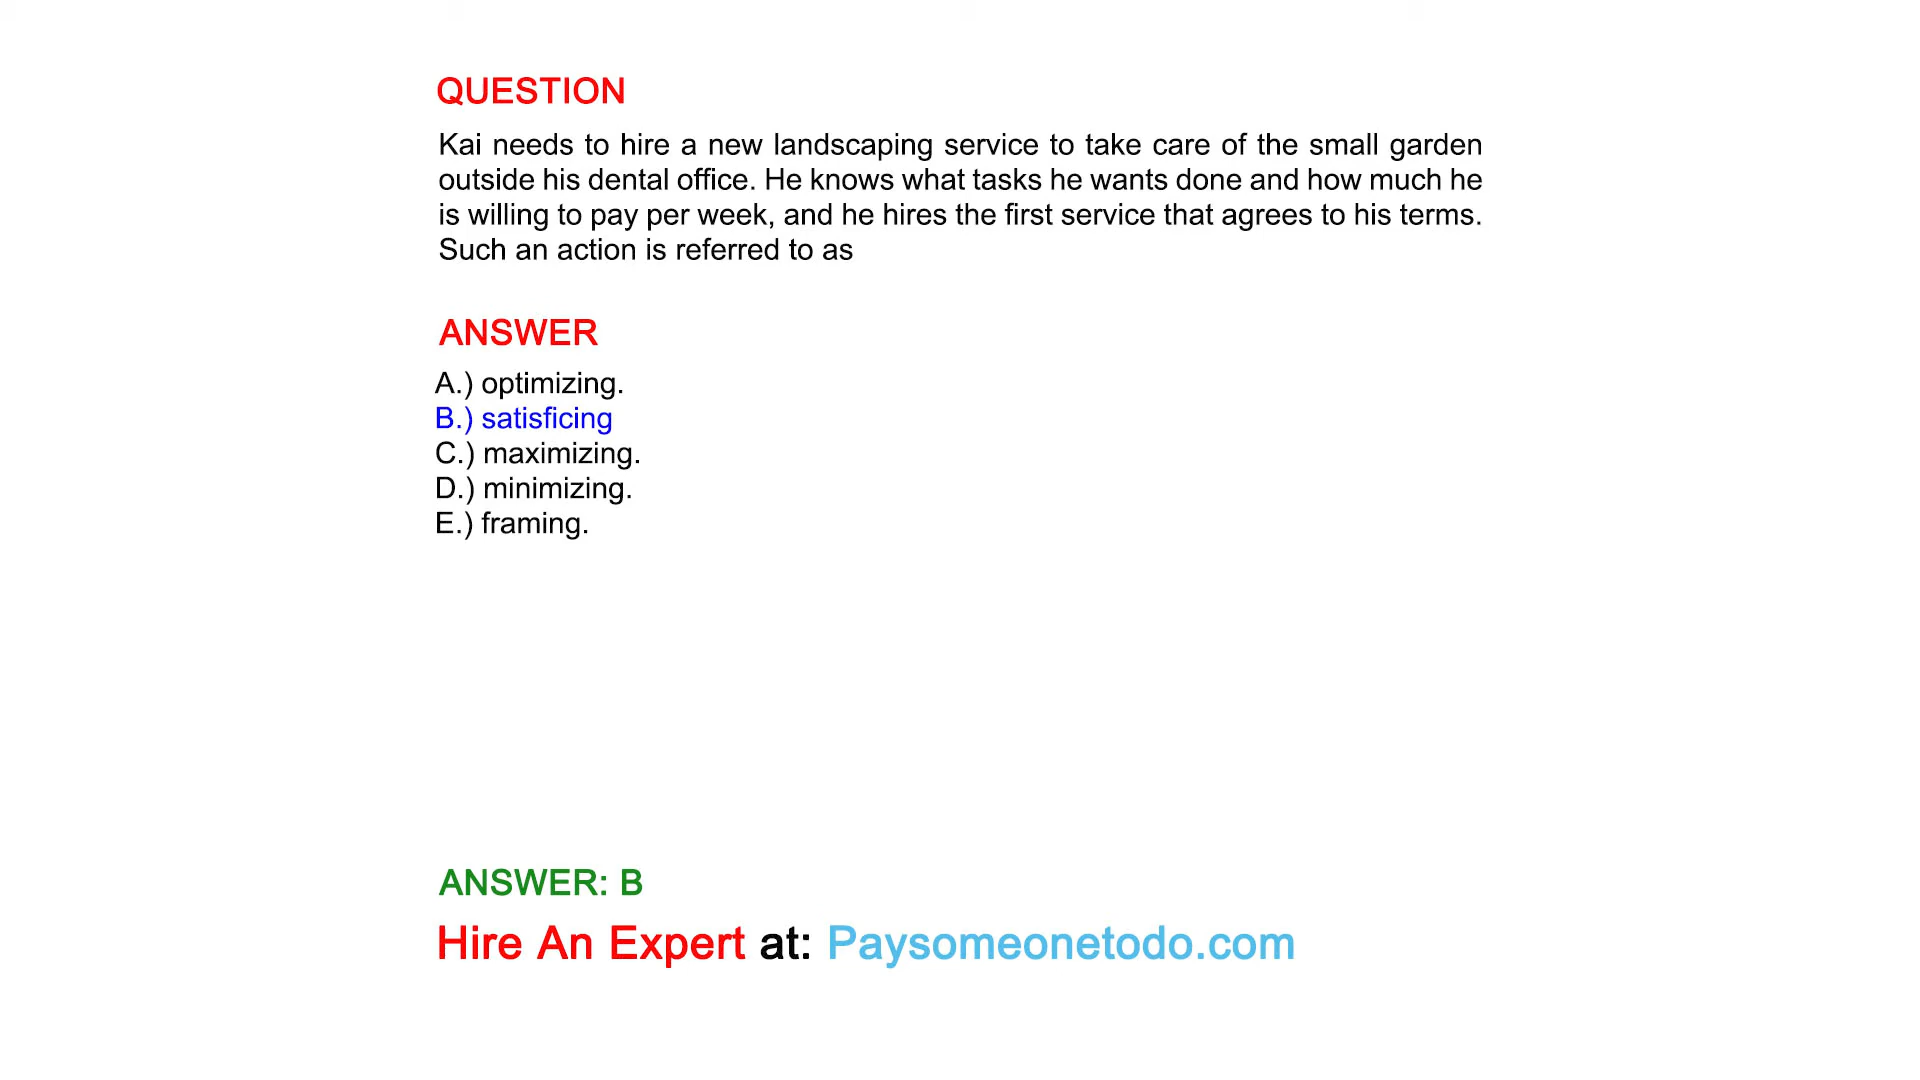 QUESTION
Kai needs to hire a new landscaping service to take care of the small garden
outside his dental office. He knows what tasks he wants done and how much he
is willing to pay per week, and he hires the first service that agrees to his terms.
Such an action is referred to as
ANSWER
A.) optimizing.
B.) satisficing
C.) maximizing.
D.) minimizing.
E.) framing.
ANSWER: B
Hire An Expert at: Paysomeonetodo.com